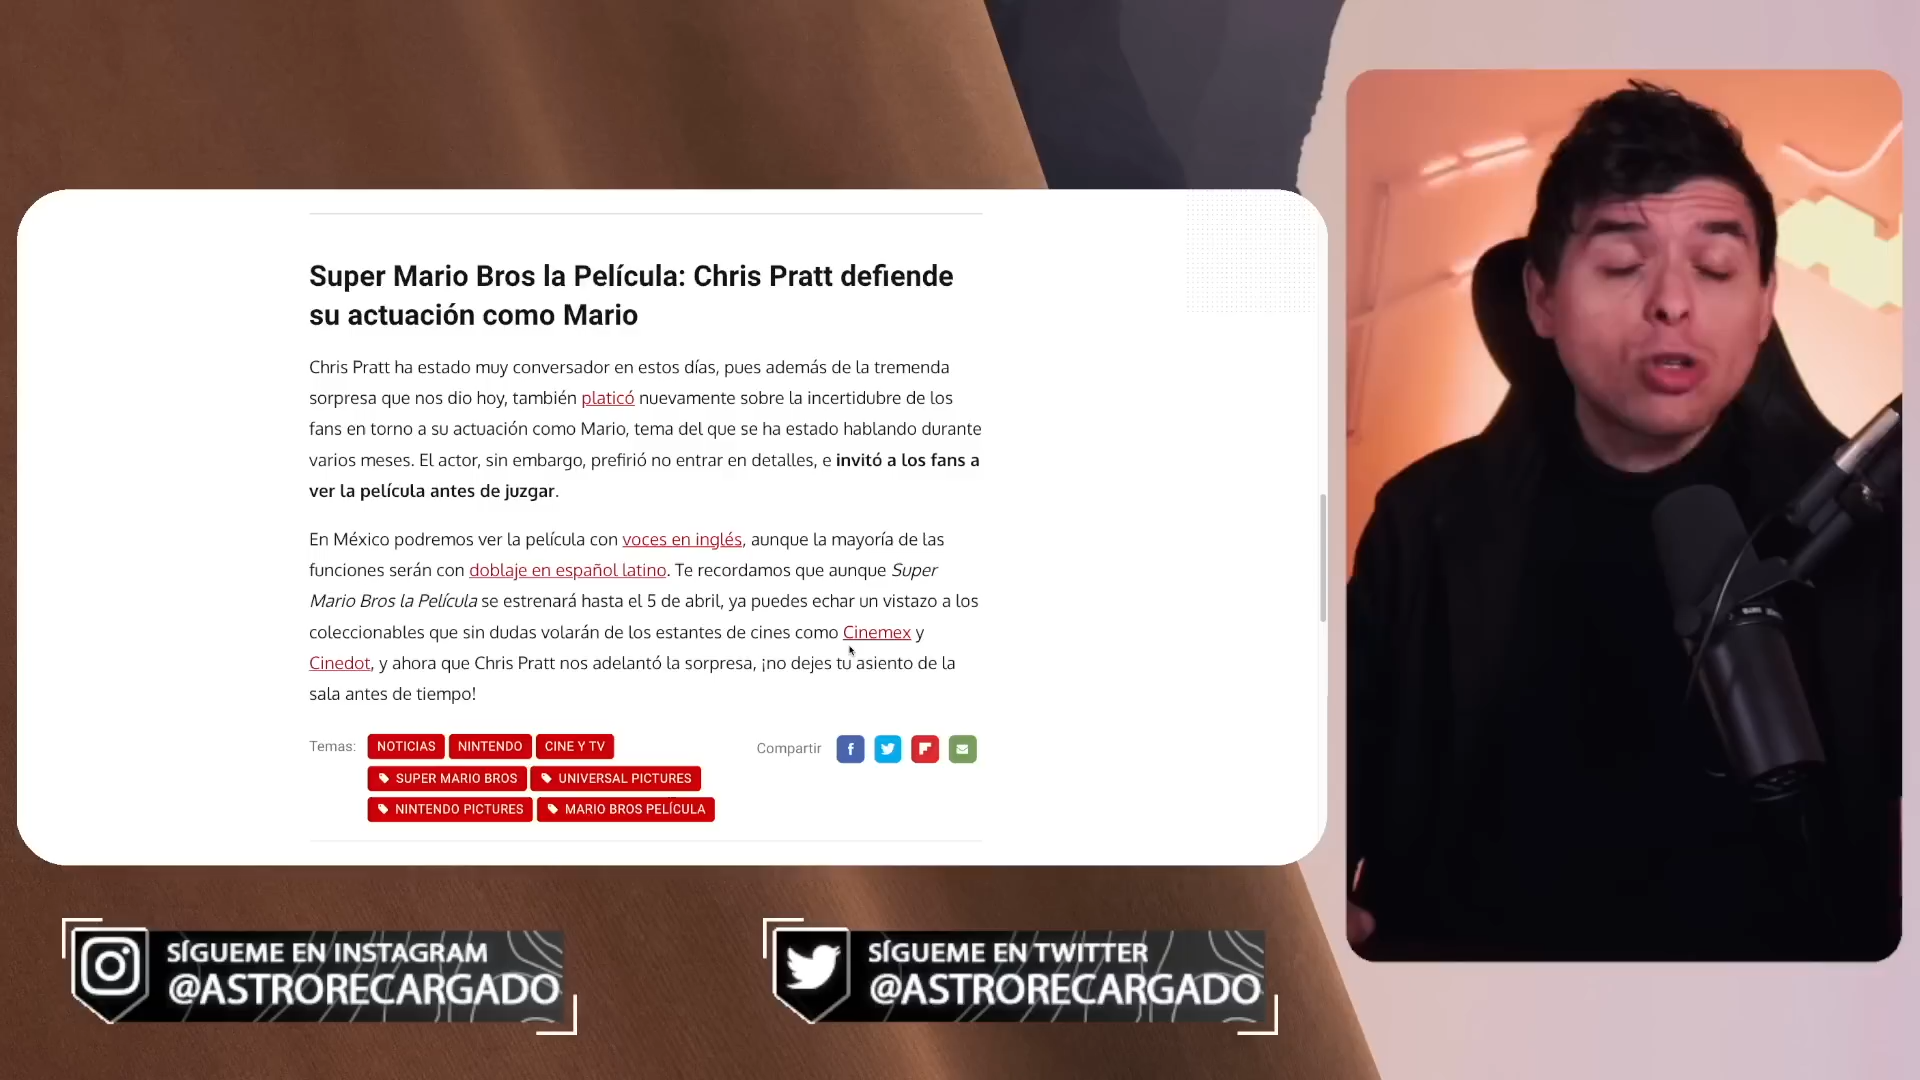 Super Mario Bros la Película: Chris Pratt defiende
su actuación como Mario
Chris Pratt ha estado muy conversador en estos días, pues además de la tremenda
sorpresa que nos dio hoy, también platicó nuevamente sobre la incertidubre de los
fans en torno a su actuación como Mario, tema del que se ha estado hablando durante
varios meses. El actor, sin embargo, prefirió no entrar en detalles, e invitó a los fans a
ver la película antes de juzgar.
En México podremos ver la película con voces en inglés, aunque la mayoría de las
funciones serán con doblaje en español latino. Te recordamos que aunque Super
Mario Bros la Película se estrenará hasta el 5 de abril, ya puedes echar un vistazo a los
coleccionables que sin dudas volarán de los estantes de cines como Cinemex y
Cinedot, y ahora que Chris Pratt nos adelantó la sorpresa, ¡no dejes tu asiento de la
sala antes de tiempo!
Temas: NOTICIAS NINTENDO CINE Y TV Compartir
SUPER MARIO BROS UNIVERSAL PICTURES
NINTENDO PICTURES MARIO BROS PELÍCULA
SÍGUEME EN INSTAGRAM
@ASTRORECARGADO
SÍGUEME EN TWITTER
@ASTRORECARGADO